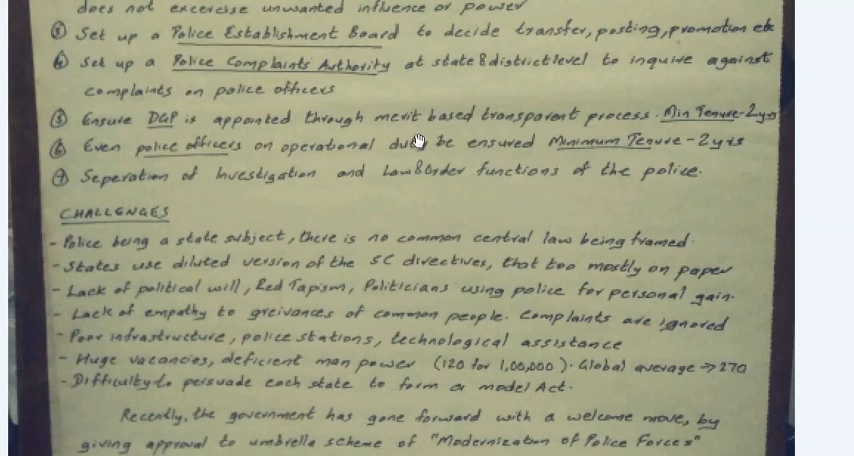 does not excercise unwanted influence or power
③ Set up a Police Establishment Board to decide transfer, posting, promotion etc
④ Set up a Police Complaints Authority at state & district level to inquire against
complaints on police officers
⑤ Ensure DGP is appointed through merit based transparent process. Min Tenure-2yrs
⑥ Even police officers on operational be ensured Minimum Tenure-2yrs
⑦ Seperation of Investigation and Law&Order functions of the police.
CHALLENGES
- Police being a state subject, there is no common central law being framed.
- States use diluted version of the SC directives, that too mostly on paper
- Lack of political will, Red Tapism, Politicians using police for personal gain.
- Lack of empathy to greivances of common people. Complaints are ignored
- Poor infrastructure, police stations, technological assistance
- Huge vacancies, deficient man power (120 for 1,00,000). Global average ⇒ 270
- Difficulty to persuade each state to form a model Act.
Recently, the government has gone forward with a welcome move, by
giving approval to umbrella scheme of "Modernization of Police Forces"